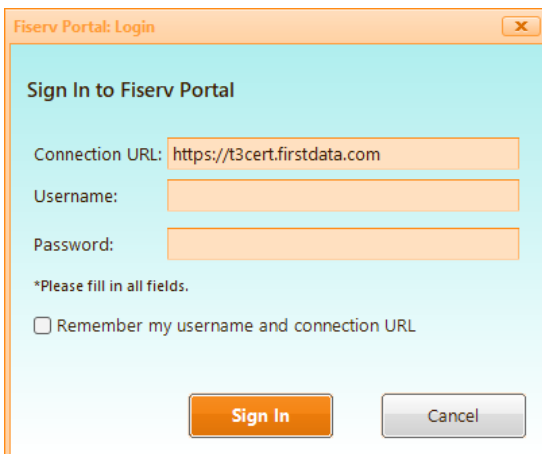 Fiserv Portal: Login
Sign In to Fiserv Portal
Connection URL: https://t3cert.firstdata.com
Username:
Password:
*Please fill in all fields.
Remember my username and connection URL
Sign In Cancel